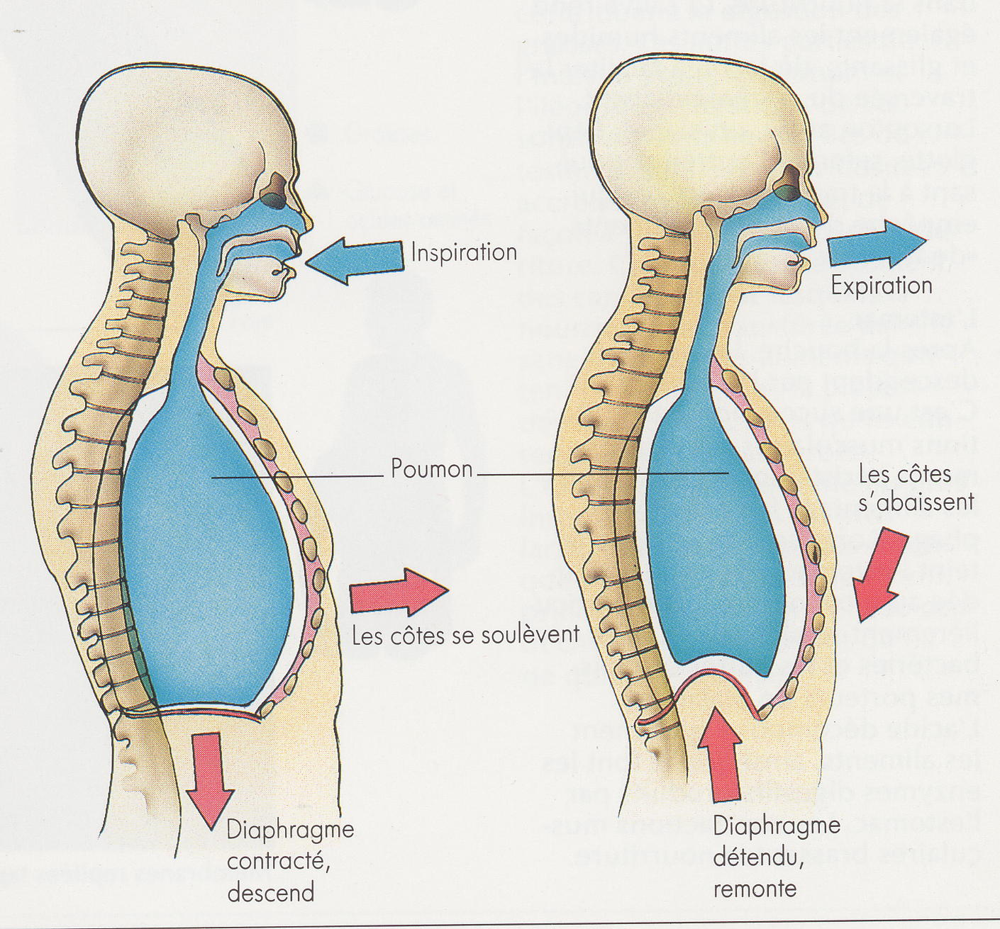 Inspiration
Expiration
Poumon
Les côtes
s'abaissent
Les côtes se soulèvent
Diaphragme
contracté,
descend
Diaphragme
détendu,
remonte